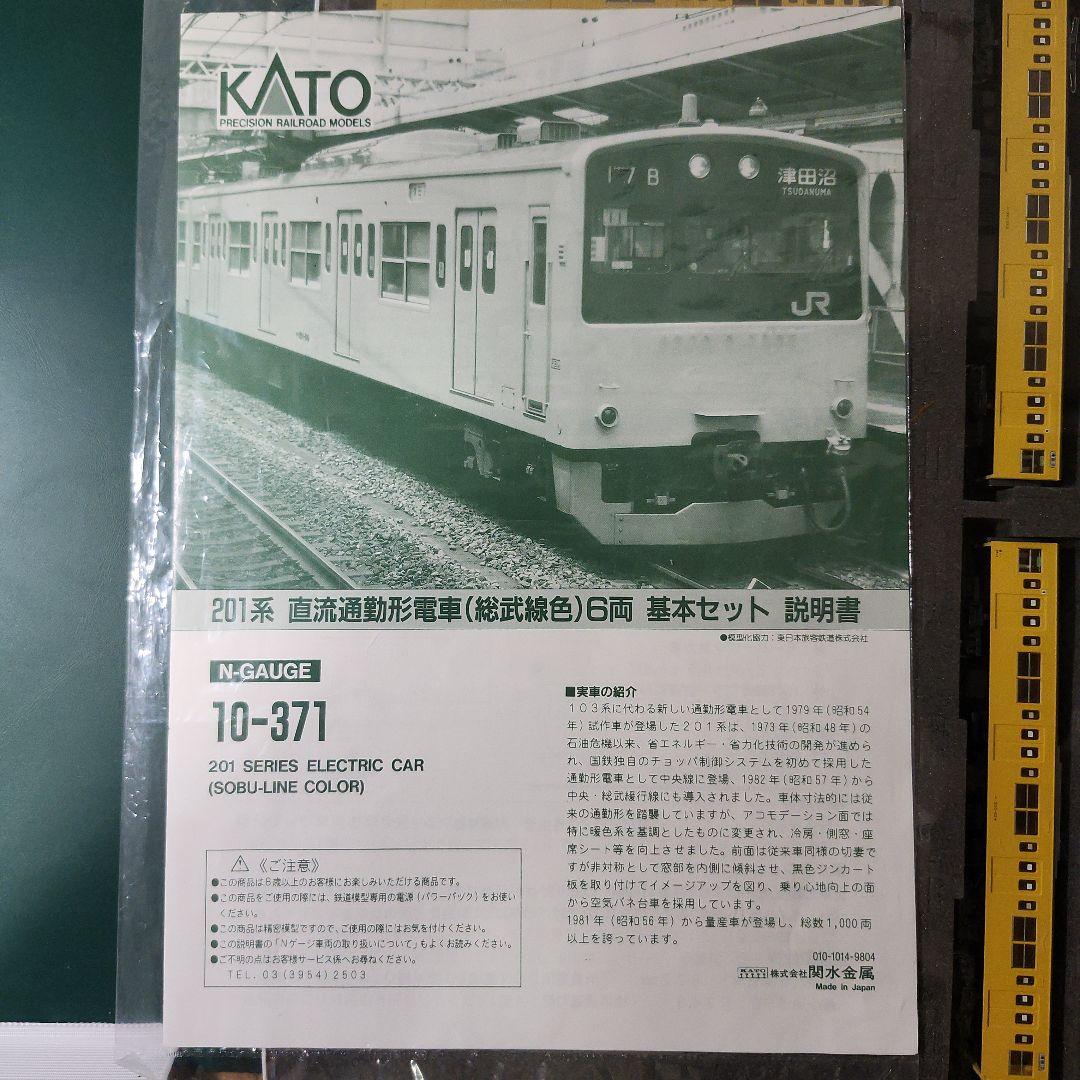 KATO
PRECISION RAILROAD MODELS
17B
津田沼
TSUDANUMA
JR
201系 直流通勤形電車(総武線色)6両 基本セット 説明書
●模型化協力：東日本旅客鉄道株式会社
N-GAUGE
10-371
201 SERIES ELECTRIC CAR
(SOBU-LINE COLOR)
⚠《ご注意》
●この商品は8歳以上のお客様にお楽しみいただける商品です。
●この商品をご使用の際には、鉄道模型専用の電源（パワーパック）をお使い
ください。
●この商品は精密模型ですので、ご使用の際にはお気を付けください。
●この説明書の「Nゲージ車両の取り扱いについて」もよくお読みください。
●ご不明の点はお客様サービス係へお尋ねください。
TEL.03(3954)2503
■実車の紹介
103系に代わる新しい通勤形電車として1979年(昭和54
年)試作車が登場した201系は、1973年(昭和48年)の
石油危機以来、省エネルギー・省力化技術の開発が進めら
れ、国鉄独自のチョッパ制御システムを初めて採用した
通勤形電車として中央線に登場、1982年(昭和57年)から
中央・総武緩行線にも導入されました。車体寸法的には従
来の通勤形を踏襲していますが、アコモデーション面では
特に暖色系を基調としたものに変更され、冷房・側窓・座
席シート等を向上させました。前面は従来車同様の切妻で
すが非対称として窓部を内側に傾斜させ、黒色ジンカート
板を取り付けてイメージアップを図り、乗り心地向上の面
から空気バネ台車を採用しています。
1981年(昭和56年)から量産車が登場し、総数1,000両
以上を誇っています。
010-1014-9804
KATO 株式会社 関水金属
Made in Japan